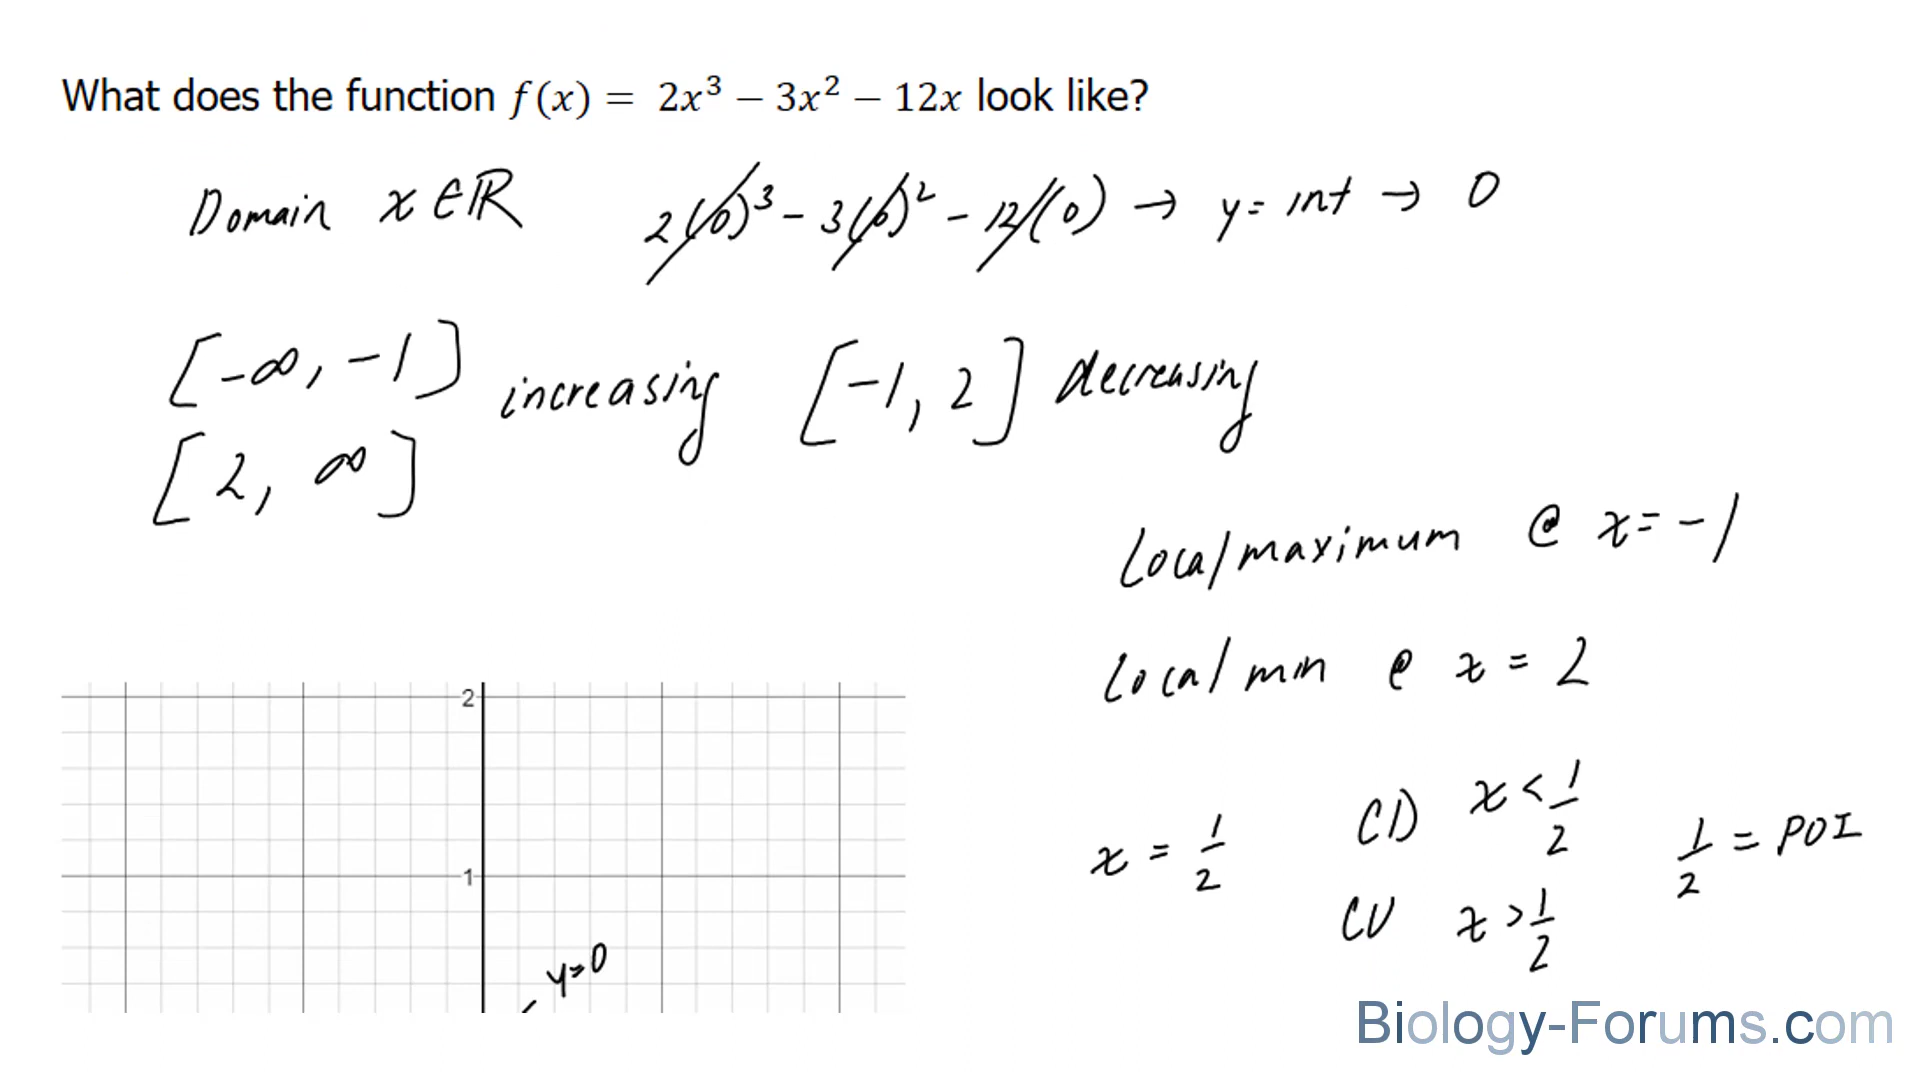 What does the function f(x) = 2x³ − 3x² − 12x look like?
Domain x ∈ ℝ 2(0)³ - 3(0)² - 12(0) → y = int → 0
[-∞, -1] increasing [-1, 2] decreasing
[2, ∞]
Local maximum @ x = -1
Local min @ x = 2
2
x = 1/2 CD x < 1/2 1/2 = POI
1
CU x > 1/2
y=0
Biology-Forums.com